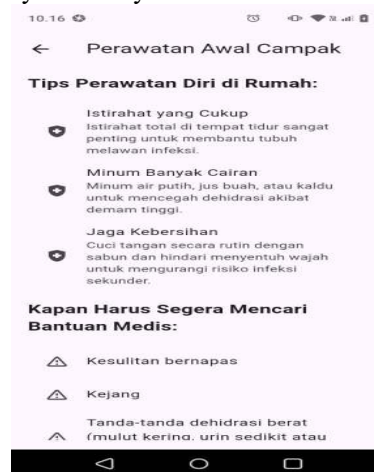 10.16
Perawatan Awal Campak
Tips Perawatan Diri di Rumah:
Istirahat yang Cukup
Istirahat total di tempat tidur sangat
penting untuk membantu tubuh
melawan infeksi.
Minum Banyak Cairan
Minum air putih, jus buah, atau kaldu
untuk mencegah dehidrasi akibat
demam tinggi.
Jaga Kebersihan
Cuci tangan secara rutin dengan
sabun dan hindari menyentuh wajah
untuk mengurangi risiko infeksi
sekunder.
Kapan Harus Segera Mencari
Bantuan Medis:
Kesulitan bernapas
Kejang
Tanda-tanda dehidrasi berat
(mulut kering, urin sedikit atau